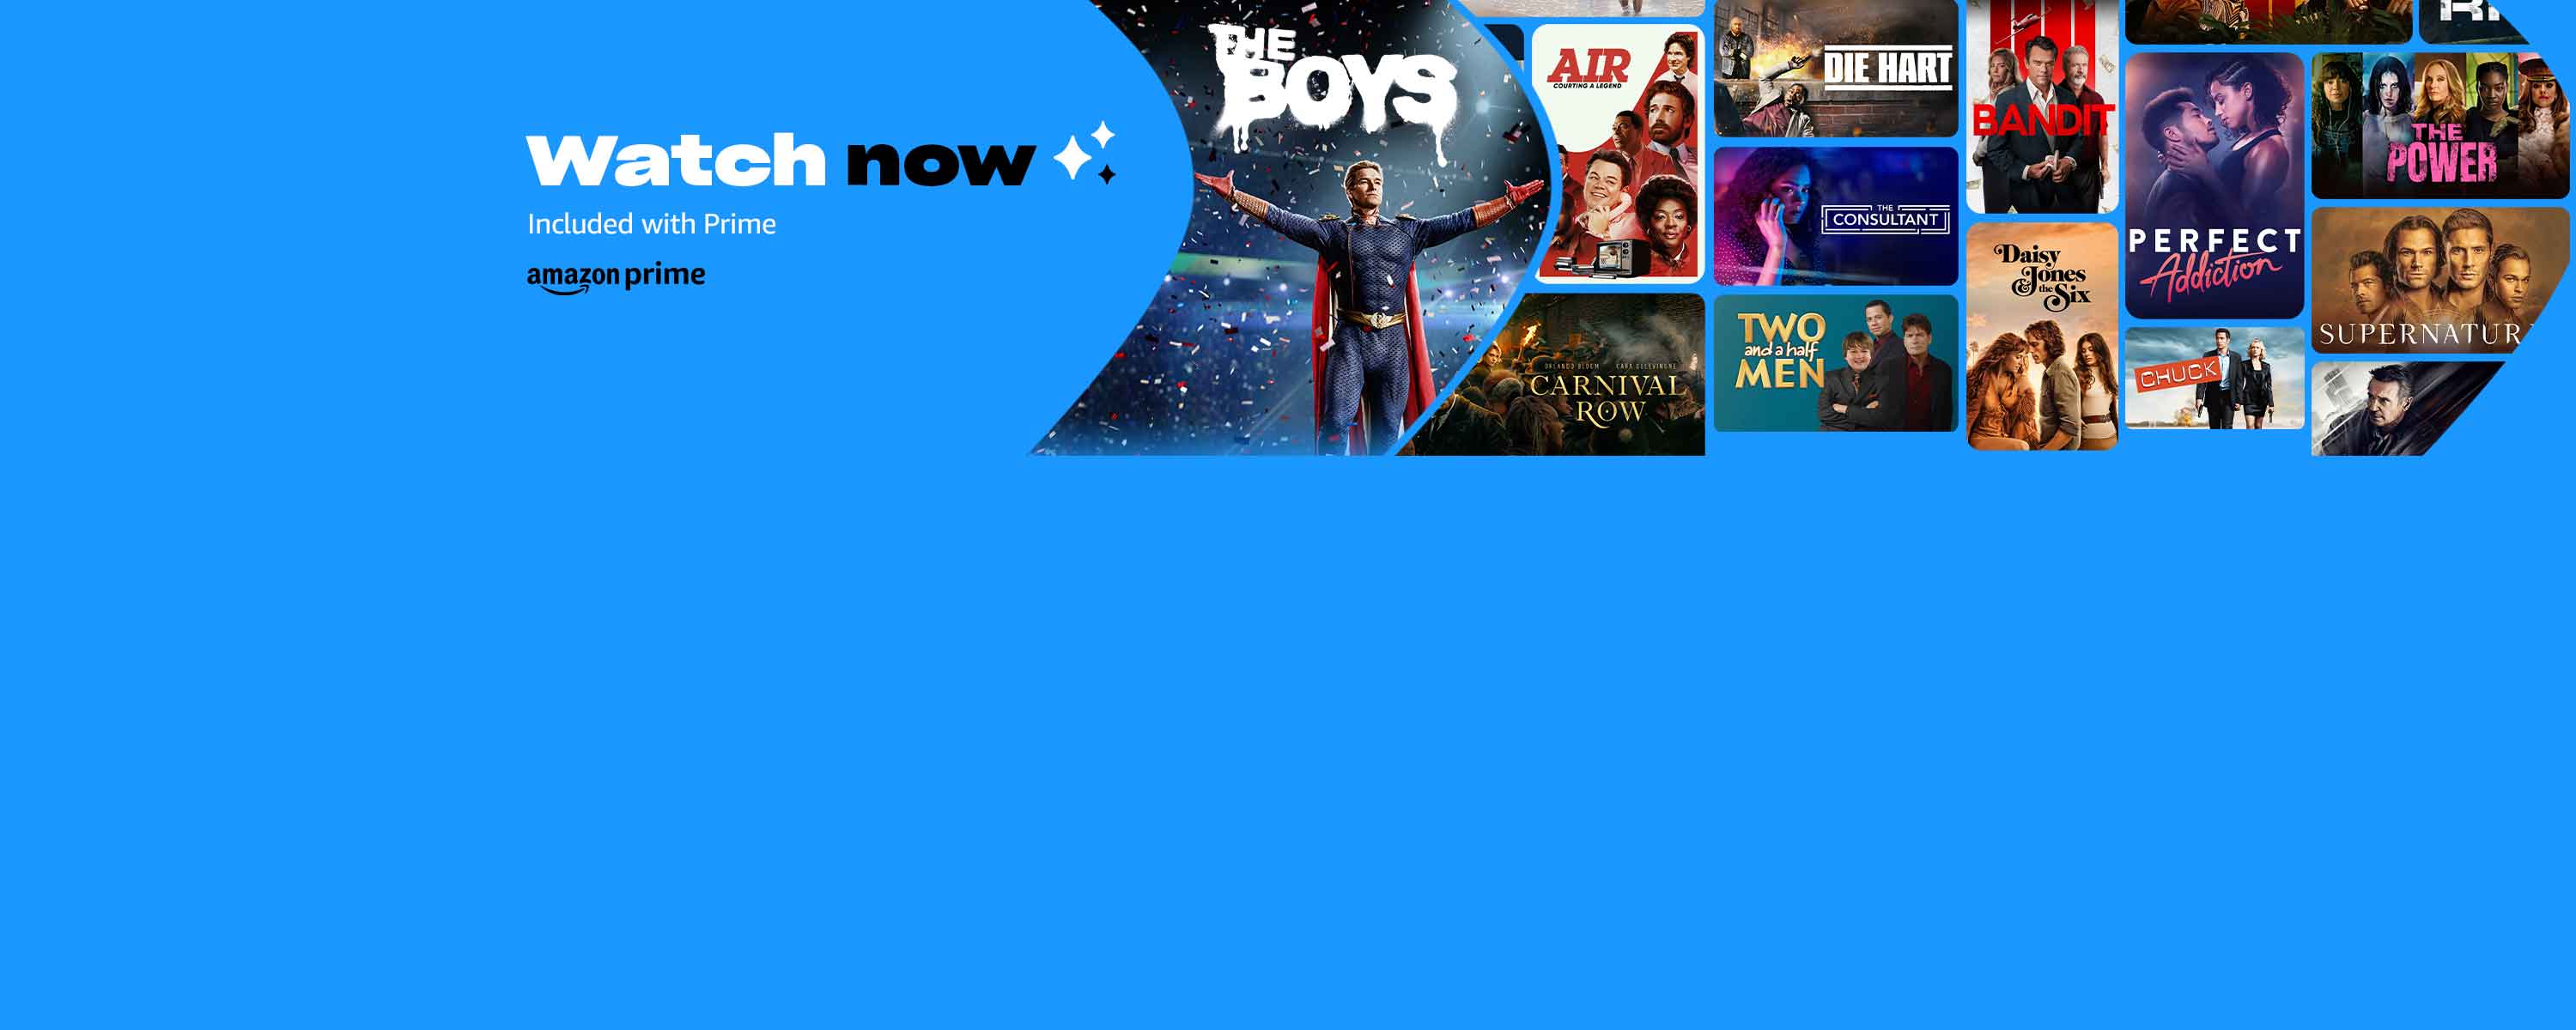 Watch now
Included with Prime
amazon prime
THE
BOYS
AIR
COURTING A LEGEND
ORLANDO BLOOM CARA DELEVINGNE
CARNIVAL
ROW
DIE HART
THE
CONSULTANT
TWO
and a half
MEN
BANDIT
Daisy
Jones
& the Six
PERFECT
Addiction
CHUCK
THE
POWER
SUPERNATUR